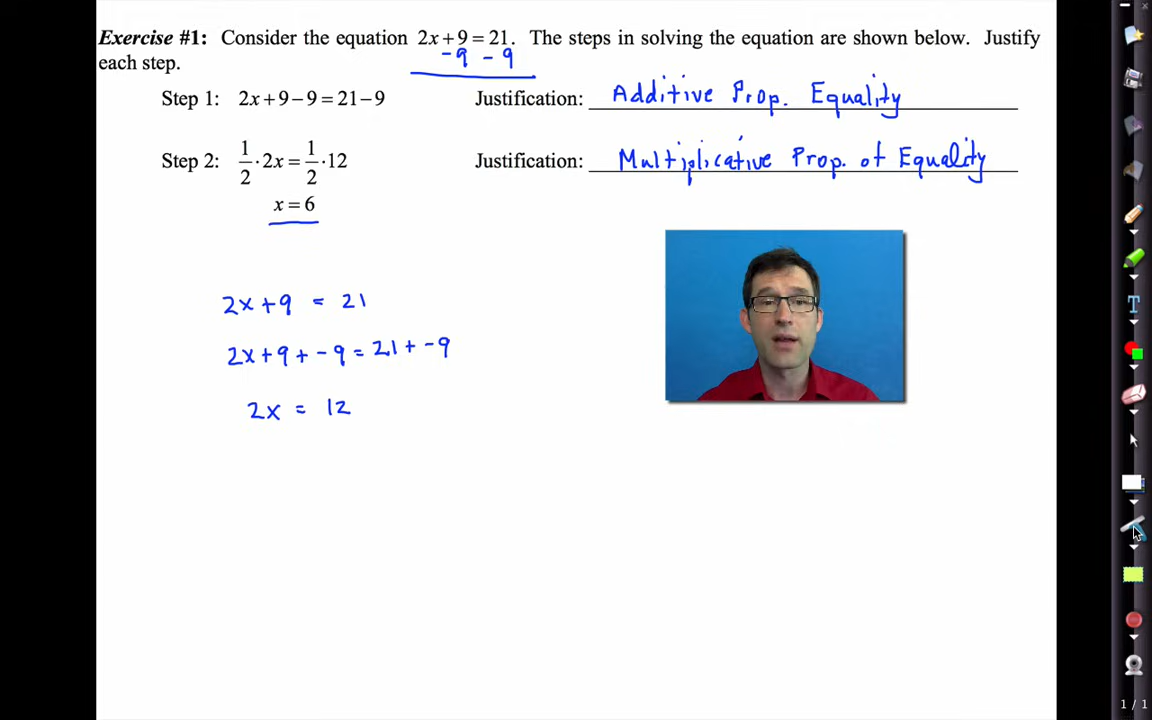 Exercise #1: Consider the equation 2x + 9 = 21. The steps in solving the equation are shown below. Justify
-9 -9
each step.
Step 1: 2x + 9 − 9 = 21 − 9 Justification: Additive Prop. Equality
Step 2: 1/2 · 2x = 1/2 · 12 Justification: Multiplicative Prop. of Equality
x = 6
2x + 9 = 21
2x + 9 + -9 = 21 + -9
2x = 12
T
1 / 1